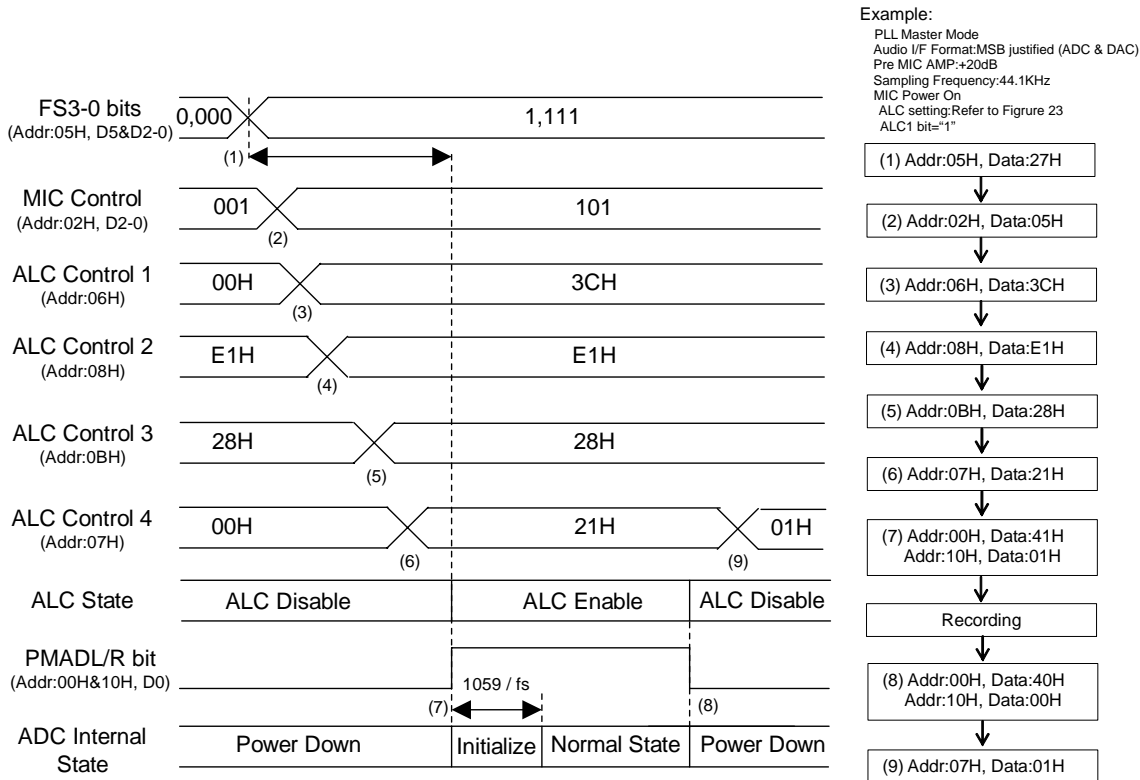 Example:
PLL Master Mode
Audio I/F Format:MSB justified (ADC & DAC)
Pre MIC AMP:+20dB
Sampling Frequency:44.1KHz
MIC Power On
ALC setting:Refer to Figrure 23
ALC1 bit=“1”
FS3-0 bits
(Addr:05H, D5&D2-0)
0,000
1,111
(1)
MIC Control
(Addr:02H, D2-0)
001
101
(2)
ALC Control 1
(Addr:06H)
00H
3CH
(3)
ALC Control 2
(Addr:08H)
E1H
E1H
(4)
ALC Control 3
(Addr:0BH)
28H
28H
(5)
ALC Control 4
(Addr:07H)
00H
21H
01H
(6)
(9)
ALC State
ALC Disable
ALC Enable
ALC Disable
PMADL/R bit
(Addr:00H&10H, D0)
1059 / fs
(7)
(8)
ADC Internal
State
Power Down
Initialize
Normal State
Power Down
(1) Addr:05H, Data:27H
(2) Addr:02H, Data:05H
(3) Addr:06H, Data:3CH
(4) Addr:08H, Data:E1H
(5) Addr:0BH, Data:28H
(6) Addr:07H, Data:21H
(7) Addr:00H, Data:41H
Addr:10H, Data:01H
Recording
(8) Addr:00H, Data:40H
Addr:10H, Data:00H
(9) Addr:07H, Data:01H